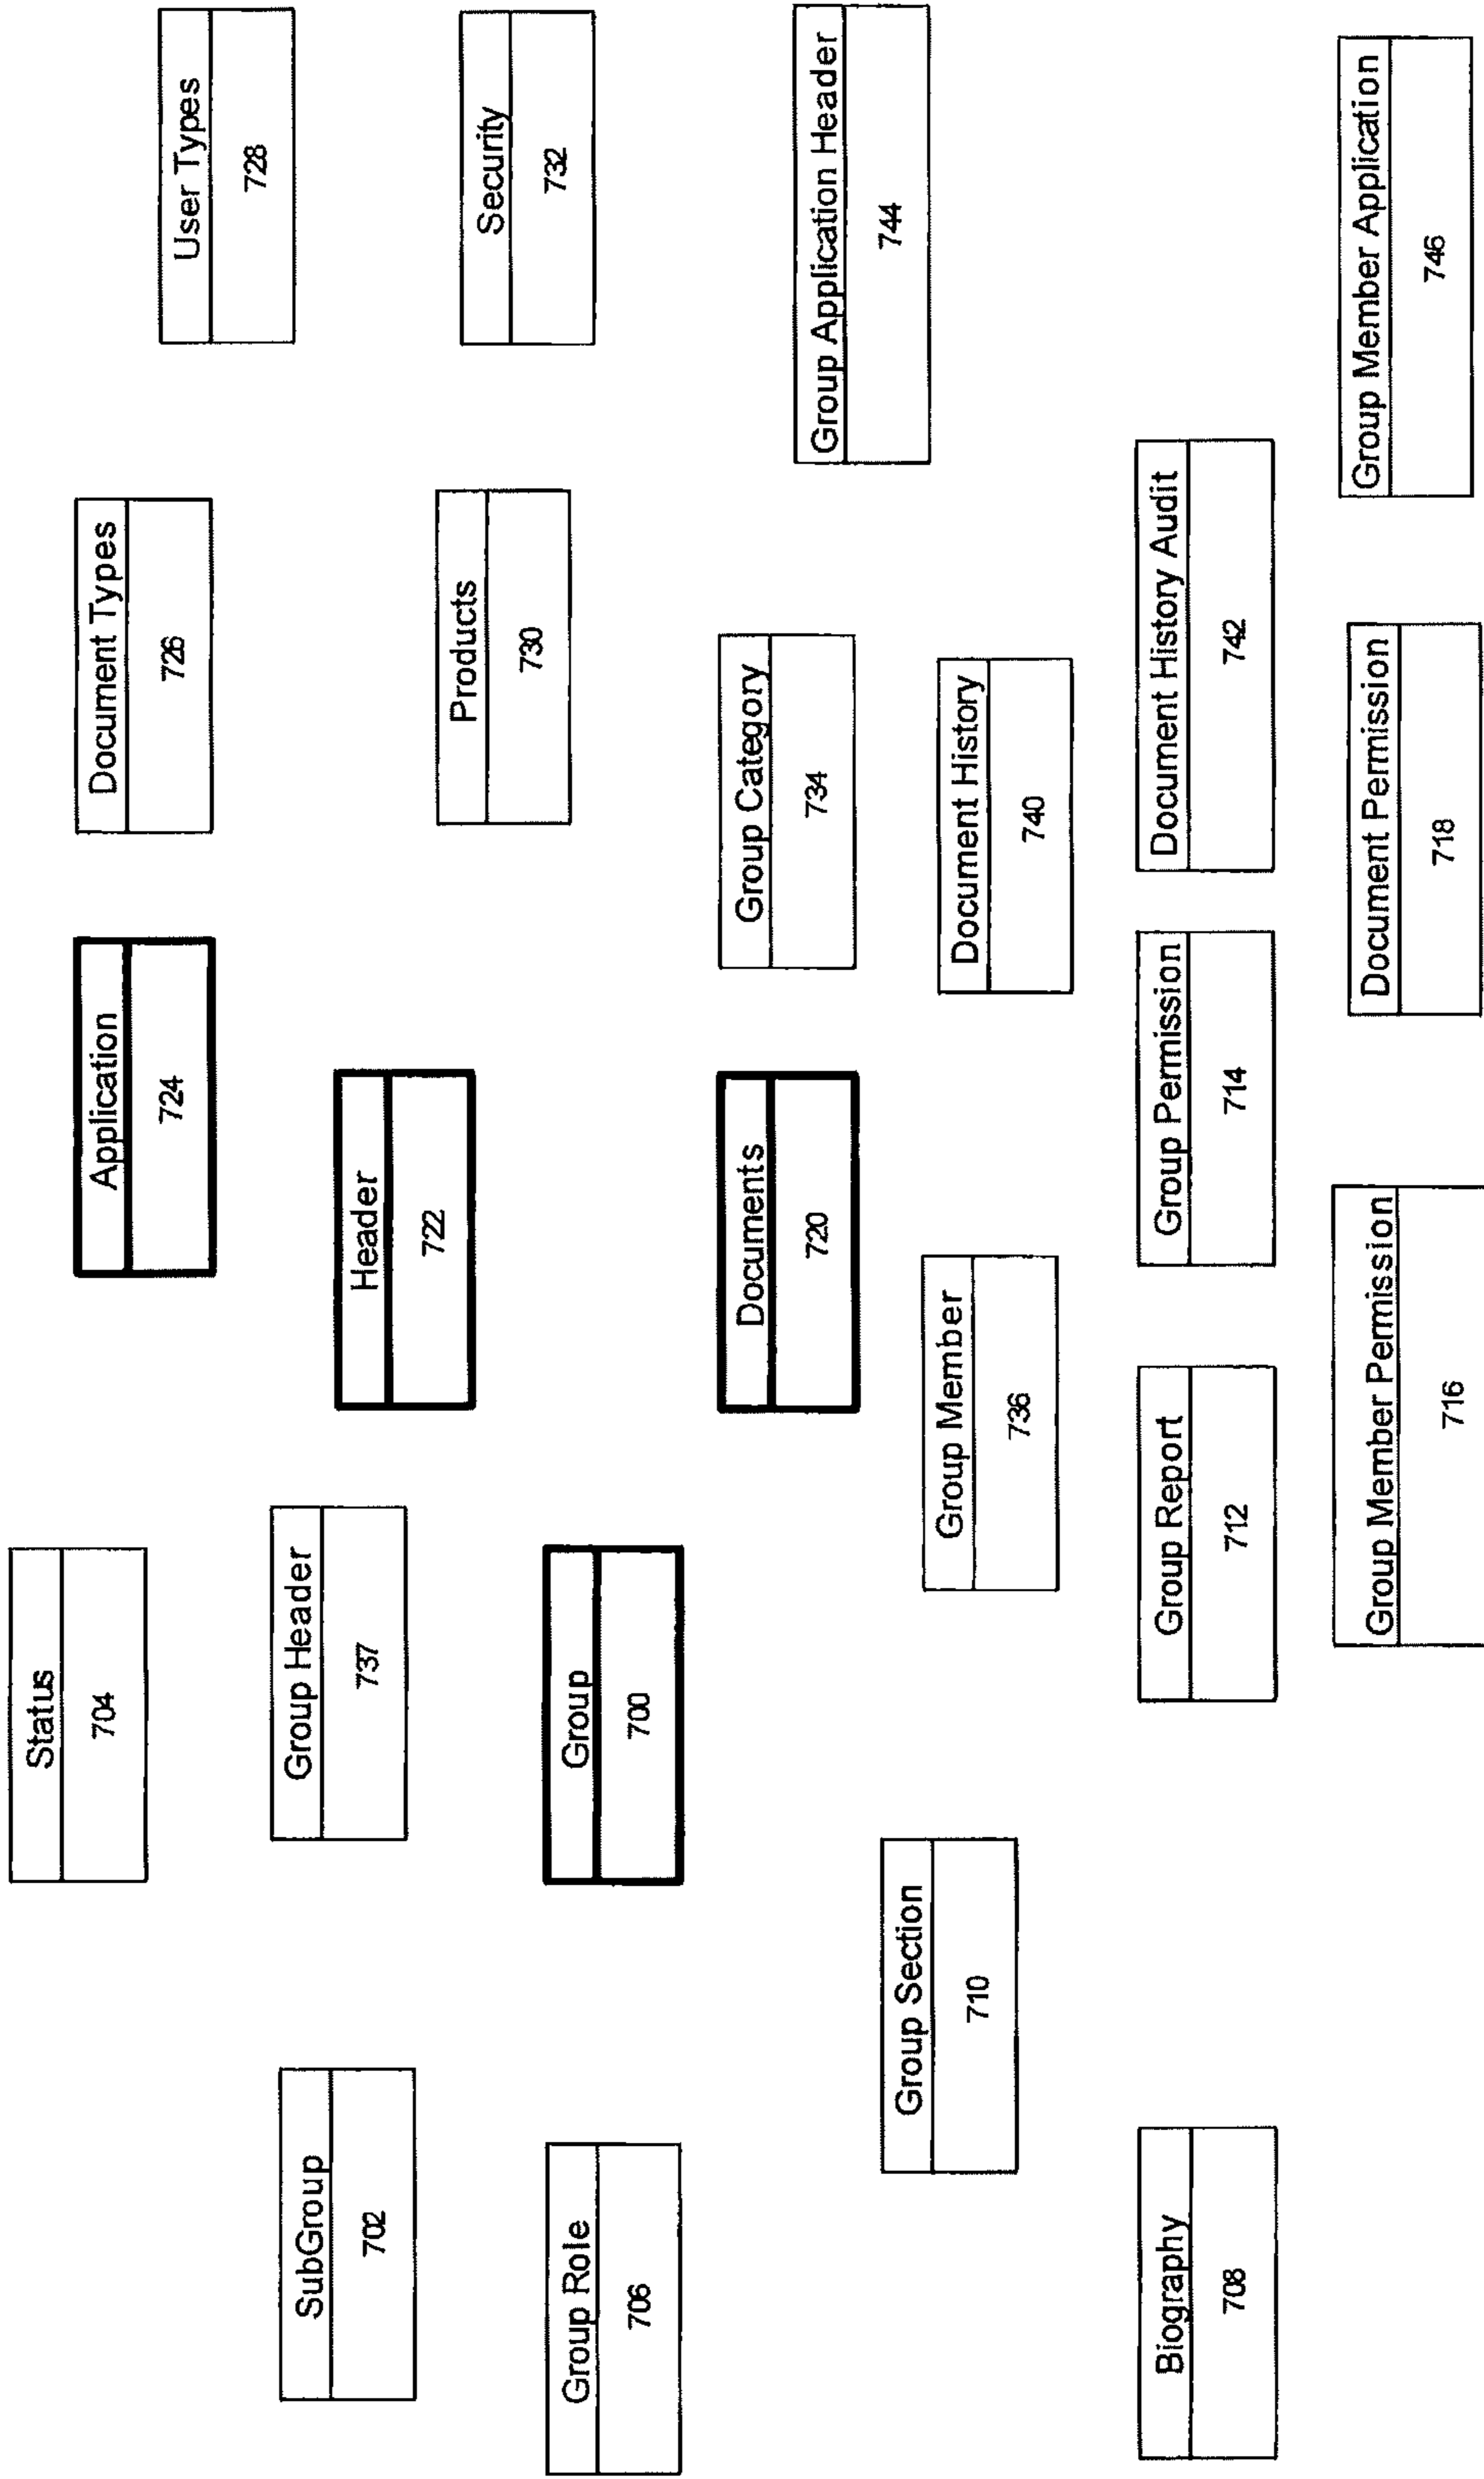 Status
704
Application
724
Document Types
726
User Types
728
SubGroup
702
Group Header
737
Header
722
Products
730
Security
732
Group Role
706
Group
700
Documents
720
Group Category
734
Group Application Header
744
Group Section
710
Group Member
736
Document History
740
Biography
708
Group Report
712
Group Permission
714
Document History Audit
742
Group Member Permission
716
Document Permission
718
Group Member Application
746